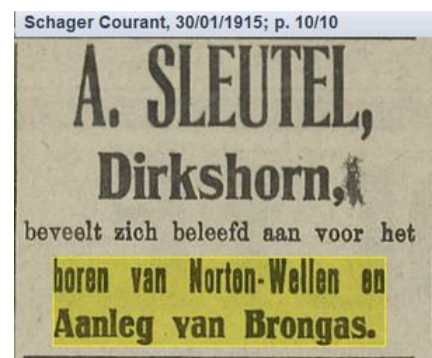 Schager Courant, 30/01/1915; p. 10/10
A. SLEUTEL,
Dirkshorn,
beveelt zich beleefd aan voor het
boren van Norton-Wellen en
Aanleg van Brongas.